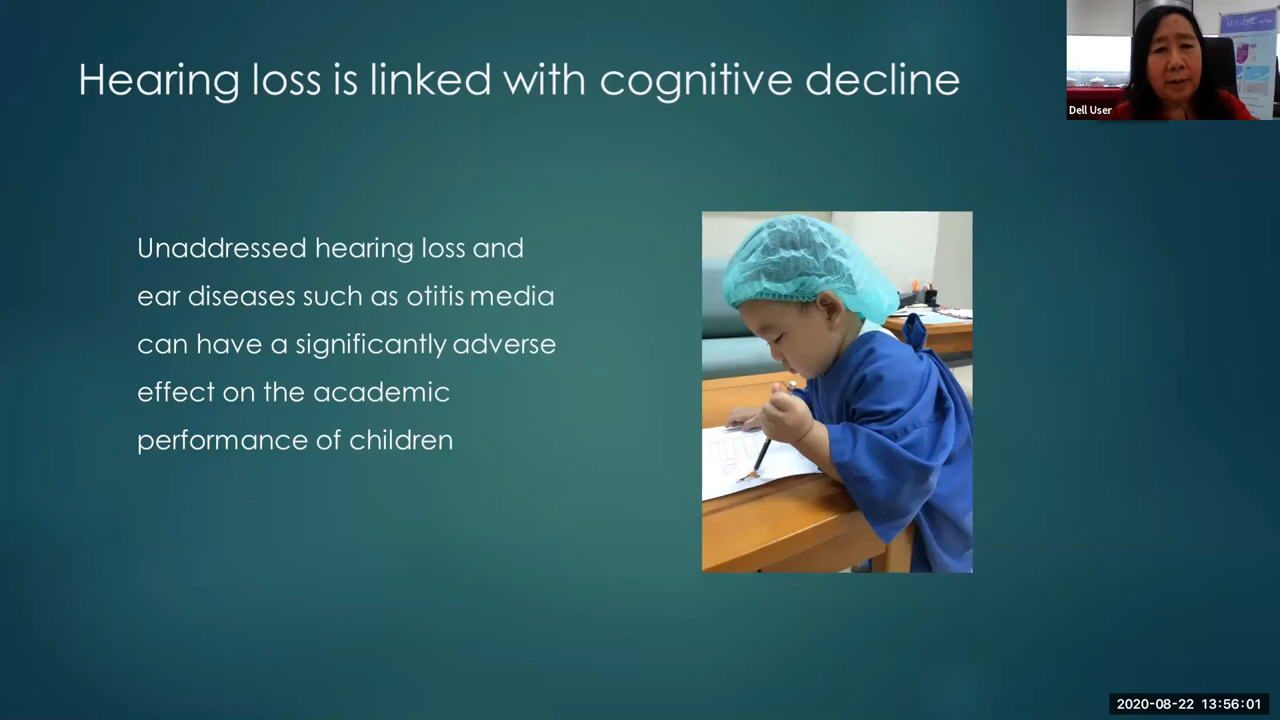 Hearing loss is linked with cognitive decline
Dell User
Unaddressed hearing loss and
ear diseases such as otitis media
can have a significantly adverse
effect on the academic
performance of children
2020-08-22 13:56:01